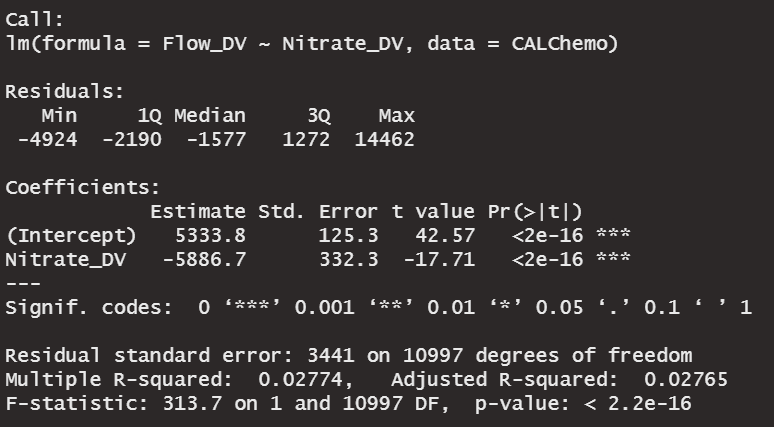 Call:
lm(formula = Flow_DV ~ Nitrate_DV, data = CALChemo)

Residuals:
   Min     1Q Median     3Q    Max
 -4924  -2190  -1577   1272  14462

Coefficients:
            Estimate Std. Error t value Pr(>|t|)
(Intercept)   5333.8      125.3   42.57   <2e-16 ***
Nitrate_DV   -5886.7      332.3  -17.71   <2e-16 ***
---
Signif. codes:  0 ‘***’ 0.001 ‘**’ 0.01 ‘*’ 0.05 ‘.’ 0.1 ‘ ’ 1

Residual standard error: 3441 on 10997 degrees of freedom
Multiple R-squared:  0.02774,   Adjusted R-squared:  0.02765
F-statistic: 313.7 on 1 and 10997 DF,  p-value: < 2.2e-16